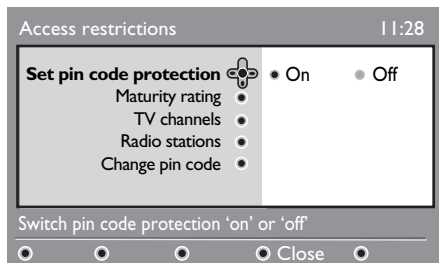 Access restrictions 11:28
Set pin code protection On Off
Maturity rating
TV channels
Radio stations
Change pin code
Switch pin code protection ‘on’ or ‘off’
Close